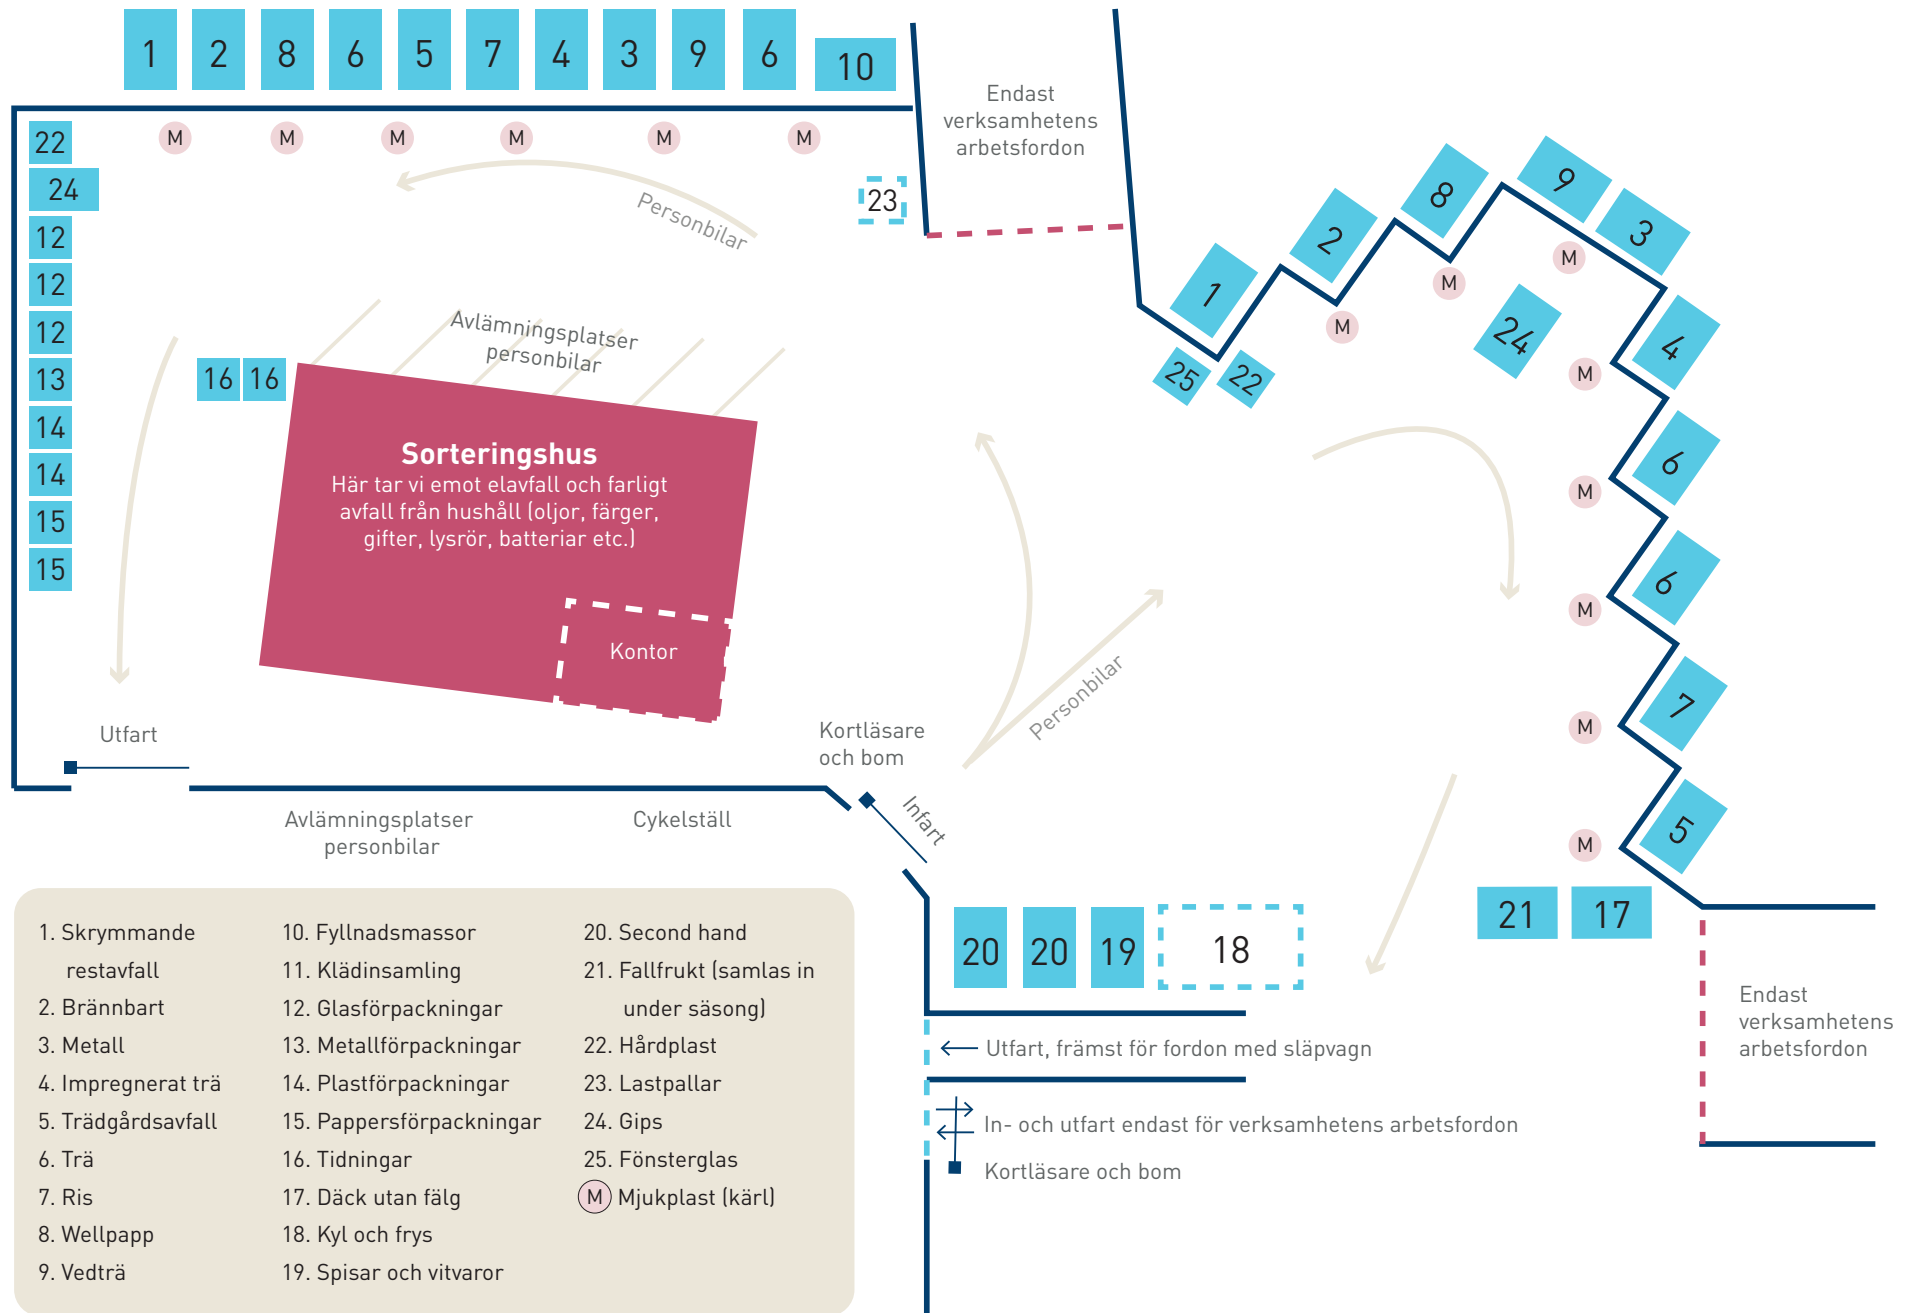 1 2 8 6 5 7 4 3 9 6 10
M M M M M M
22
24
12
12
12
13
14
14
15
15
23
Personbilar
Avlämningsplatser
personbilar
16 16
Sorteringshus
Här tar vi emot elavfall och farligt
avfall från hushåll (oljor, färger,
gifter, lysrör, batteriar etc.)
Kontor
Utfart
Avlämningsplatser
personbilar
Cykelställ
Kortläsare
och bom
Infart
Personbilar
Endast
verksamhetens
arbetsfordon
1
2
8
9
3
4
6
6
7
5
25
22
24
M
M
M
M
M
M
M
M
21 17
20 20 19 18
Utfart, främst för fordon med släpvagn
In- och utfart endast för verksamhetens arbetsfordon
Kortläsare och bom
Endast
verksamhetens
arbetsfordon
1. Skrymmande
restavfall
2. Brännbart
3. Metall
4. Impregnerat trä
5. Trädgårdsavfall
6. Trä
7. Ris
8. Wellpapp
9. Vedträ
10. Fyllnadsmassor
11. Klädinsamling
12. Glasförpackningar
13. Metallförpackningar
14. Plastförpackningar
15. Pappersförpackningar
16. Tidningar
17. Däck utan fälg
18. Kyl och frys
19. Spisar och vitvaror
20. Second hand
21. Fallfrukt (samlas in
under säsong)
22. Hårdplast
23. Lastpallar
24. Gips
25. Fönsterglas
M Mjukplast (kärl)